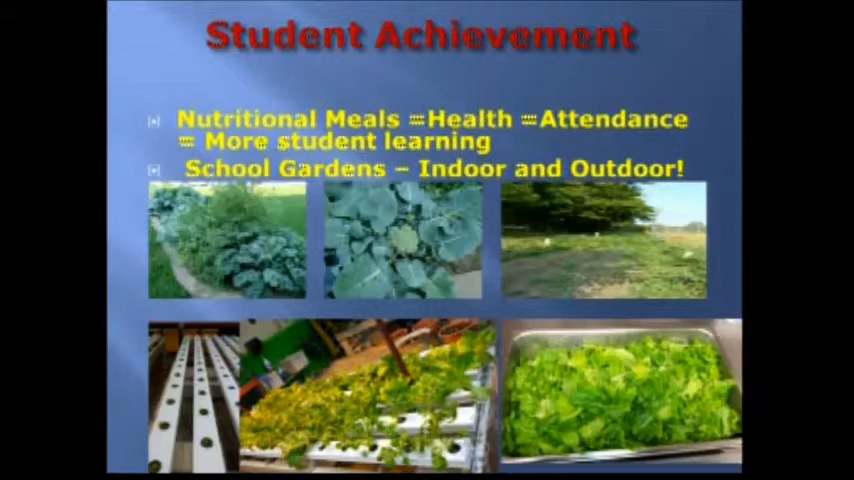 Student Achievement
Nutritional Meals =Health =Attendance
= More student learning
School Gardens – Indoor and Outdoor!